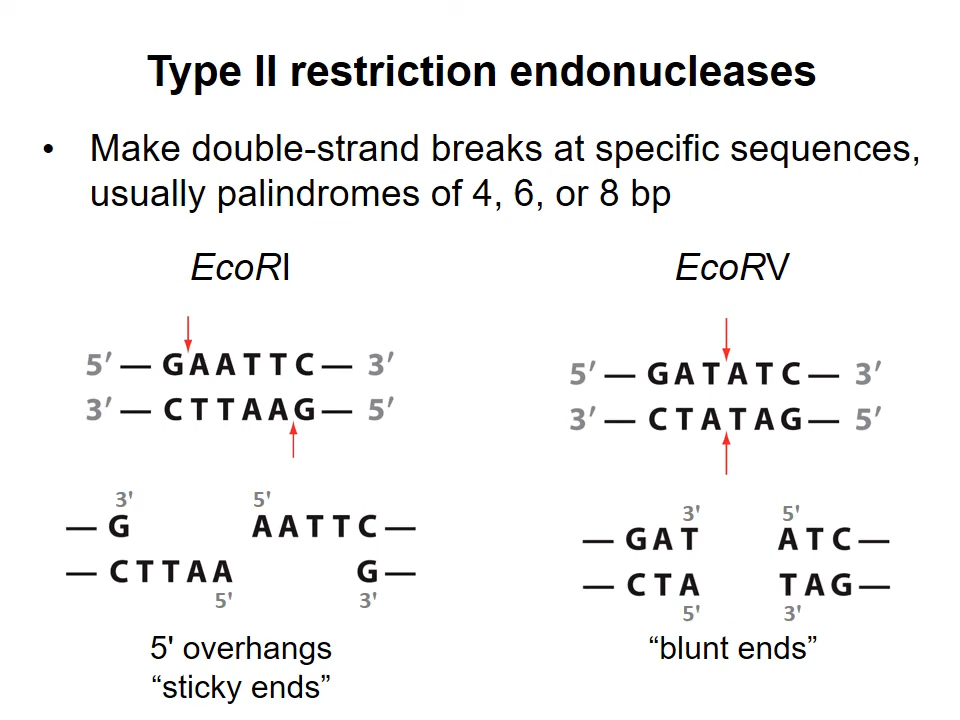 Type II restriction endonucleases
• Make double-strand breaks at specific sequences,
usually palindromes of 4, 6, or 8 bp
EcoRI
5′ — GAATTC — 3′
3′ — CTTAAG — 5′
3' 5'
— G AATTC —
— CTTAA G —
5' 3'
5' overhangs
“sticky ends”
EcoRV
5′ — GATATC — 3′
3′ — CTATAG — 5′
3' 5'
— GAT ATC —
— CTA TAG —
5' 3'
“blunt ends”